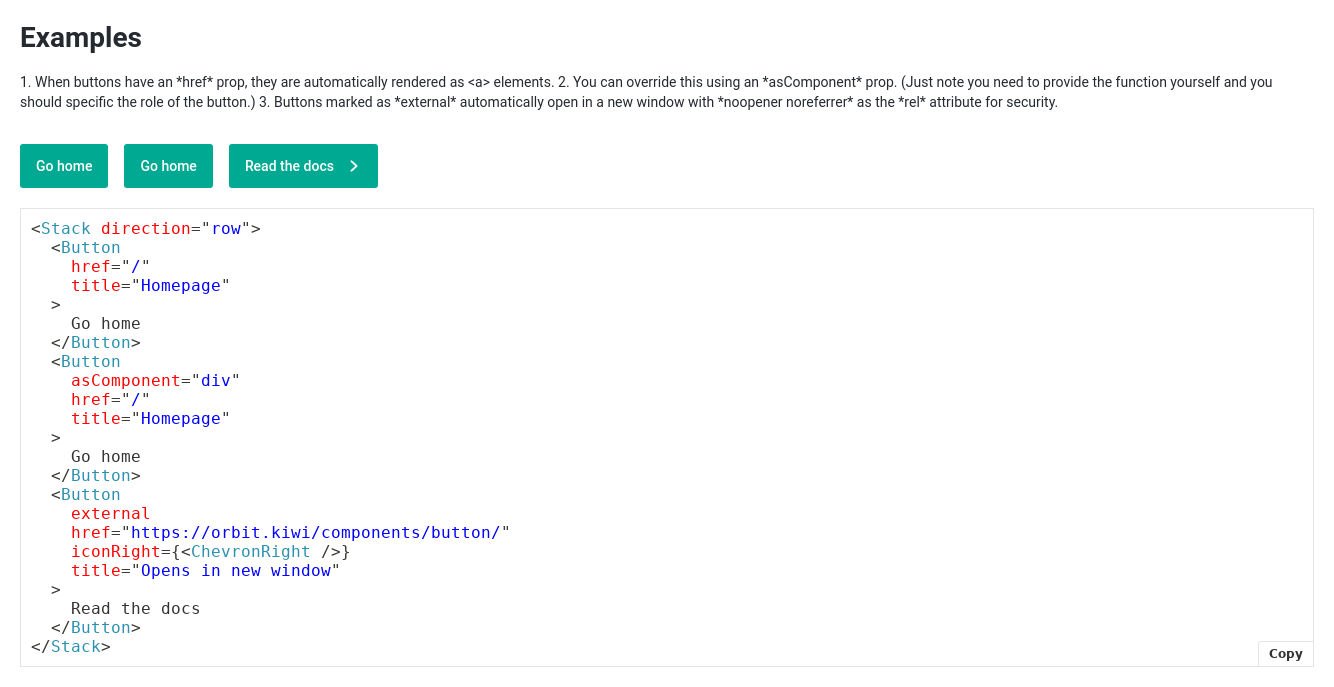 Examples
1. When buttons have an *href* prop, they are automatically rendered as <a> elements. 2. You can override this using an *asComponent* prop. (Just note you need to provide the function yourself and you
should specific the role of the button.) 3. Buttons marked as *external* automatically open in a new window with *noopener noreferrer* as the *rel* attribute for security.
Go home Go home Read the docs
<Stack direction="row">
  <Button
    href="/"
    title="Homepage"
  >
    Go home
  </Button>
  <Button
    asComponent="div"
    href="/"
    title="Homepage"
  >
    Go home
  </Button>
  <Button
    external
    href="https://orbit.kiwi/components/button/"
    iconRight={<ChevronRight />}
    title="Opens in new window"
  >
    Read the docs
  </Button>
</Stack>
Copy